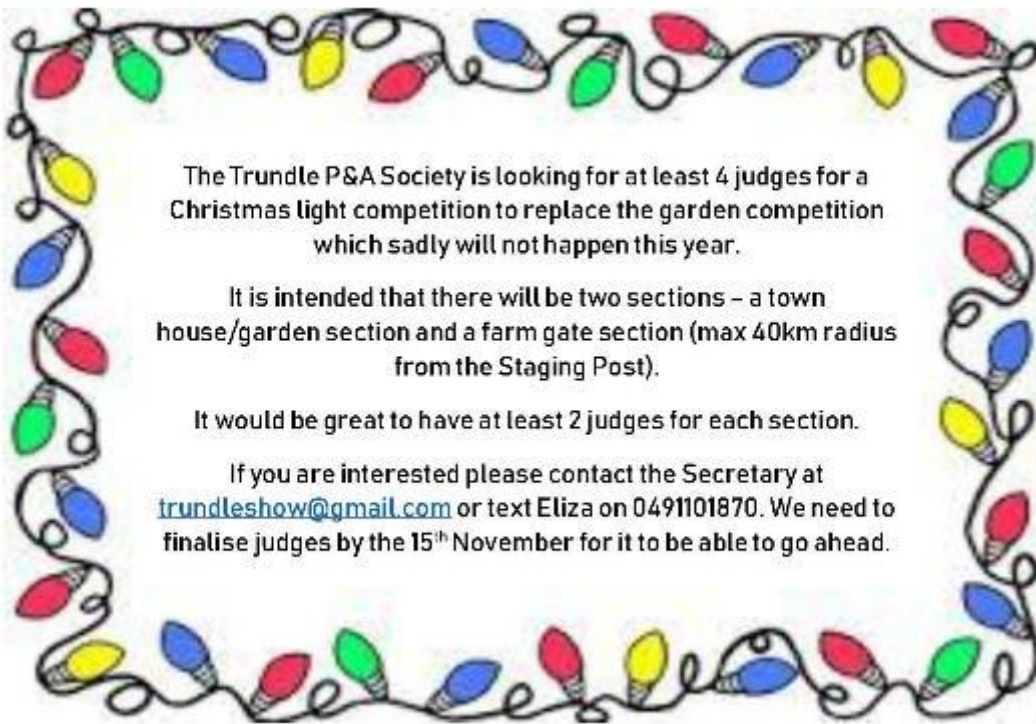 The Trundle P&A Society is looking for at least 4 judges for a
Christmas light competition to replace the garden competition
which sadly will not happen this year.
It is intended that there will be two sections – a town
house/garden section and a farm gate section (max 40km radius
from the Staging Post).
It would be great to have at least 2 judges for each section.
If you are interested please contact the Secretary at
trundleshow@gmail.com or text Eliza on 0491101870. We need to
finalise judges by the 15th November for it to be able to go ahead.